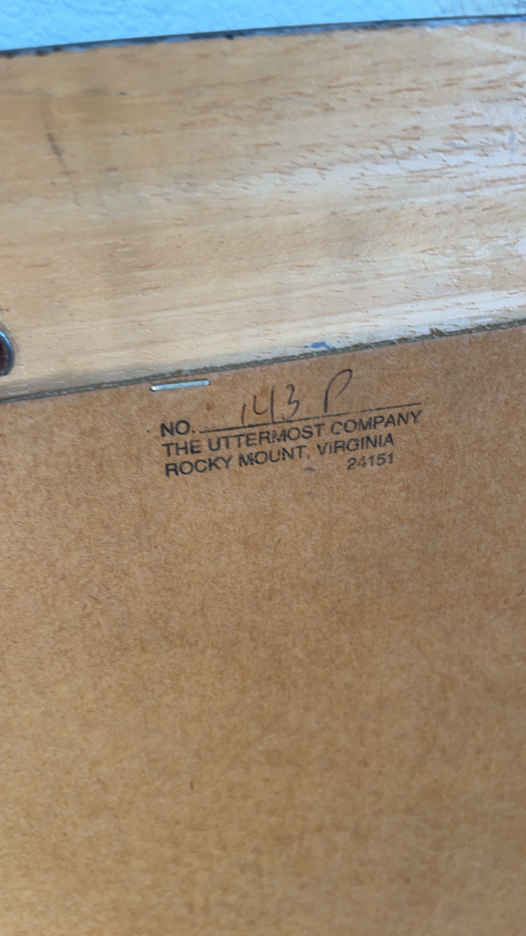 NO. 143 P
THE UTTERMOST COMPANY
ROCKY MOUNT, VIRGINIA
24151